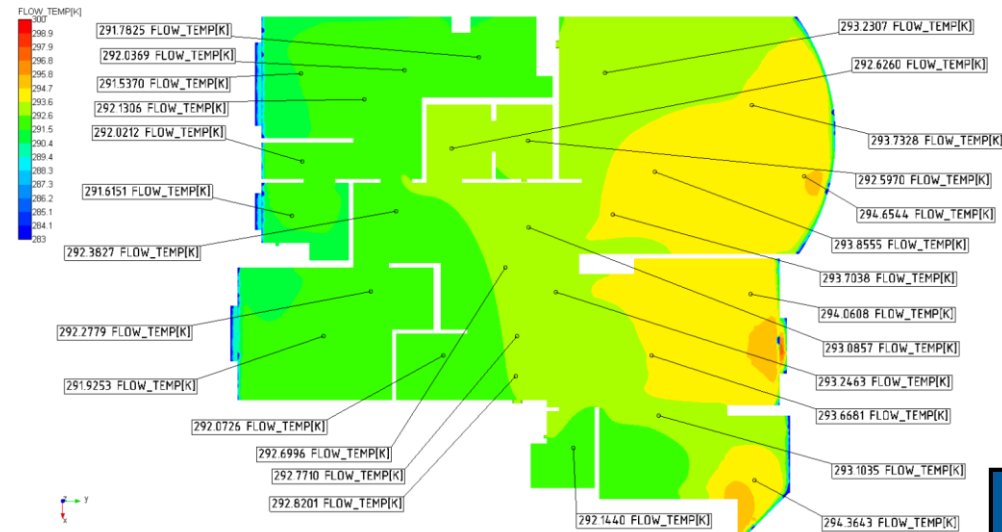 FLOW_TEMP[K]
300
298.9
297.9
296.8
295.8
294.7
293.6
292.6
291.5
290.4
289.4
288.3
287.3
286.2
285.1
284.1
283
291.7825 FLOW_TEMP[K]
292.0369 FLOW_TEMP[K]
291.5370 FLOW_TEMP[K]
292.1306 FLOW_TEMP[K]
292.0212 FLOW_TEMP[K]
291.6151 FLOW_TEMP[K]
292.3827 FLOW_TEMP[K]
292.2779 FLOW_TEMP[K]
291.9253 FLOW_TEMP[K]
292.0726 FLOW_TEMP[K]
292.6996 FLOW_TEMP[K]
292.7710 FLOW_TEMP[K]
292.8201 FLOW_TEMP[K]
293.2307 FLOW_TEMP[K]
292.6260 FLOW_TEMP[K]
293.7328 FLOW_TEMP[K]
292.5970 FLOW_TEMP[K]
294.6544 FLOW_TEMP[K]
293.8555 FLOW_TEMP[K]
293.7038 FLOW_TEMP[K]
294.0608 FLOW_TEMP[K]
293.0857 FLOW_TEMP[K]
293.2463 FLOW_TEMP[K]
293.6681 FLOW_TEMP[K]
293.1035 FLOW_TEMP[K]
294.3643 FLOW_TEMP[K]
292.1440 FLOW_TEMP[K]
z
y
x